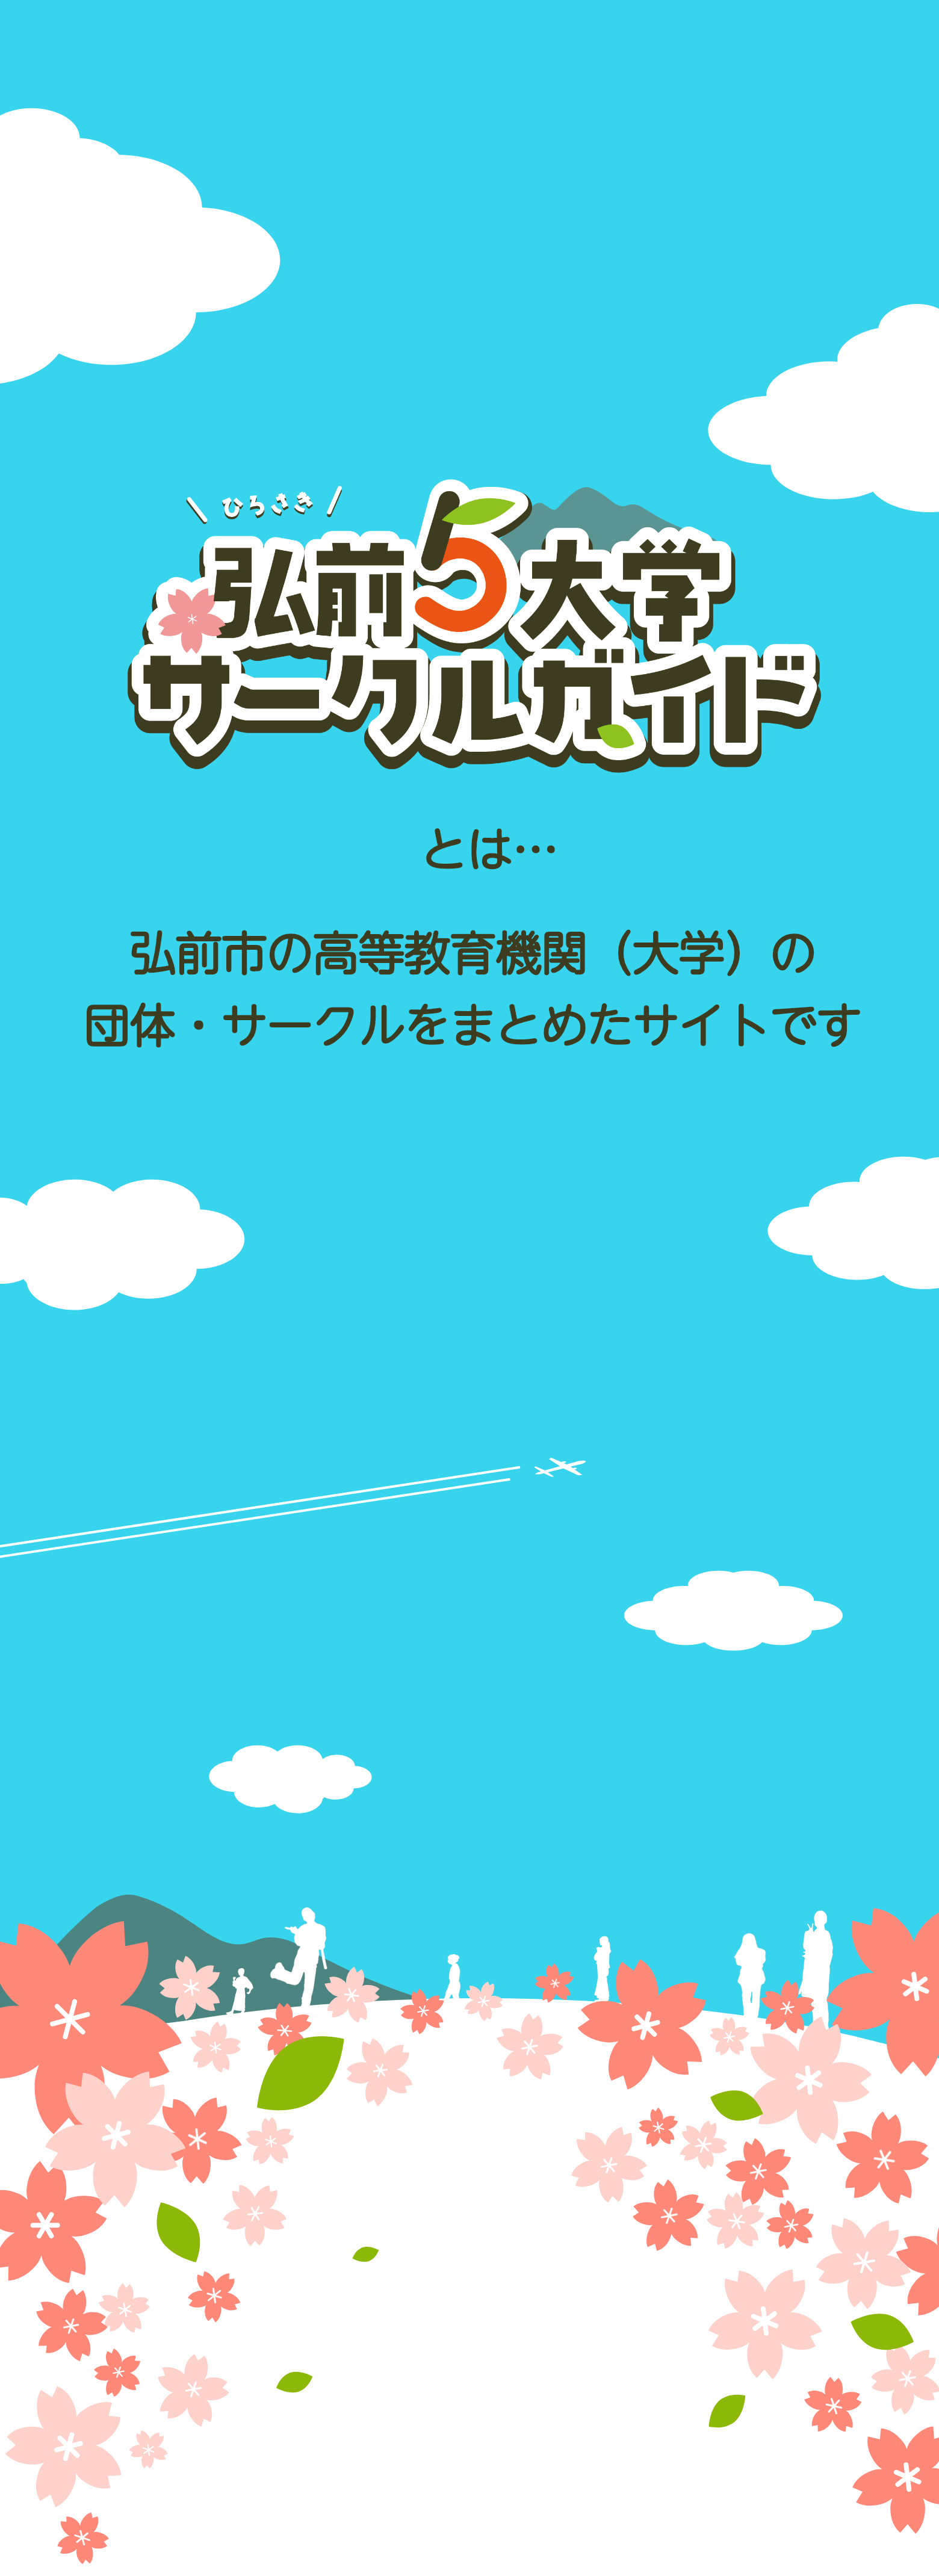 ひろさき
弘前5大学
サークルガイド
とは…
弘前市の高等教育機関（大学）の
団体・サークルをまとめたサイトです